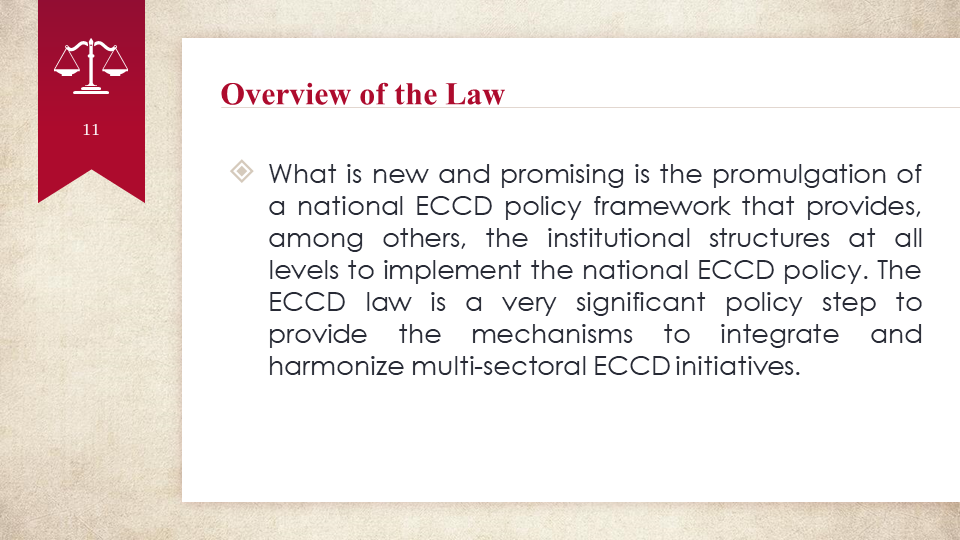 11
Overview of the Law
What is new and promising is the promulgation of
a national ECCD policy framework that provides,
among others, the institutional structures at all
levels to implement the national ECCD policy. The
ECCD law is a very significant policy step to
provide the mechanisms to integrate and
harmonize multi-sectoral ECCD initiatives.